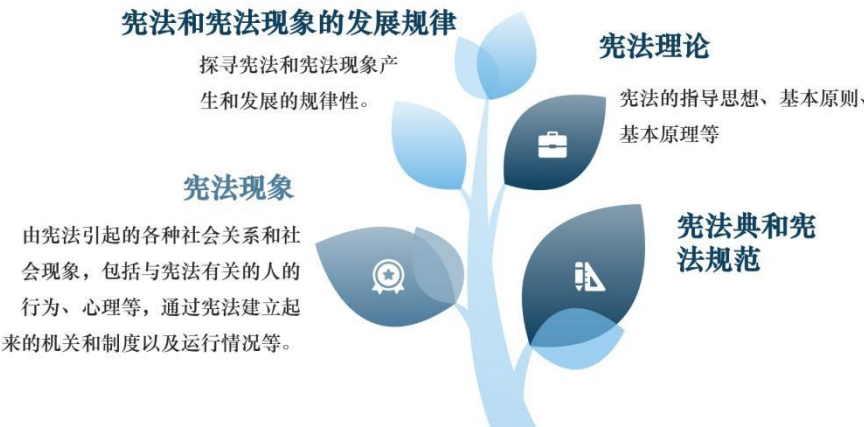 宪法和宪法现象的发展规律
探寻宪法和宪法现象产
生和发展的规律性。
宪法理论
宪法的指导思想、基本原则、
基本原理等
宪法现象
由宪法引起的各种社会关系和社
会现象，包括与宪法有关的人的
行为、心理等，通过宪法建立起
来的机关和制度以及运行情况等。
宪法典和宪
法规范